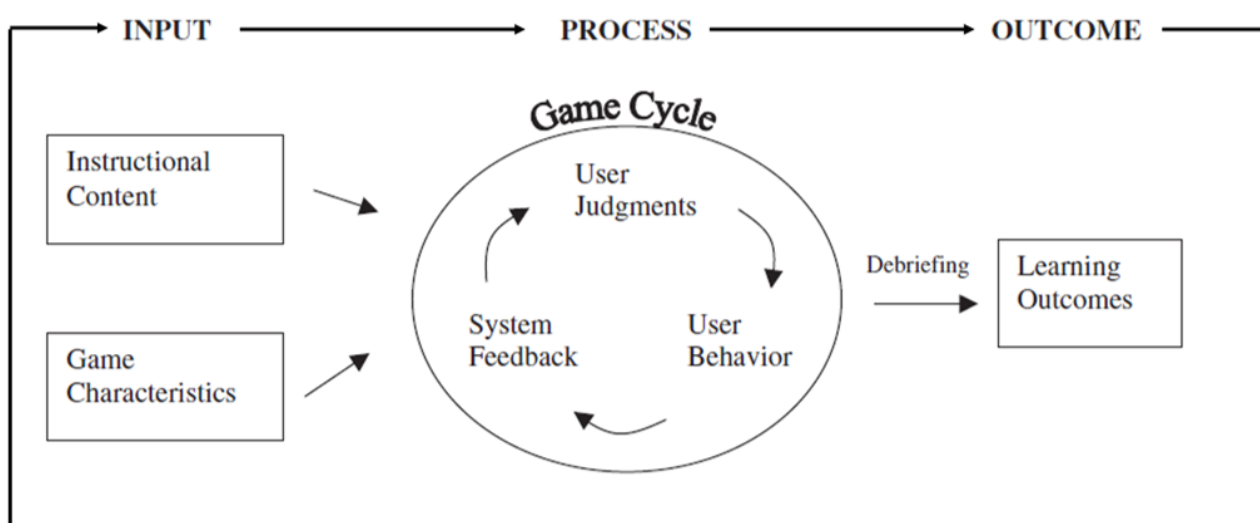 INPUT
PROCESS
OUTCOME
Game Cycle
Instructional
Content
Game
Characteristics
User
Judgments
System
Feedback
User
Behavior
Debriefing
Learning
Outcomes